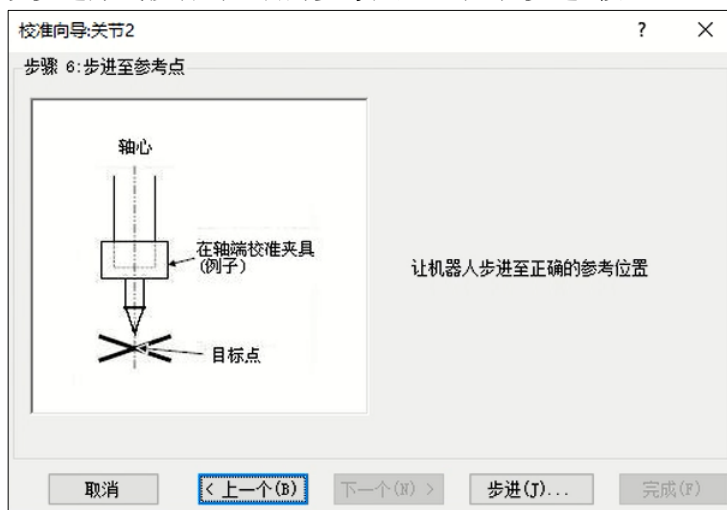 校准向导:关节2
? ×
步骤 6:步进至参考点
轴心
在轴端校准夹具
(例子)
目标点
让机器人步进至正确的参考位置
取消
< 上一个(B)
下一个(N) >
步进(J)...
完成(F)